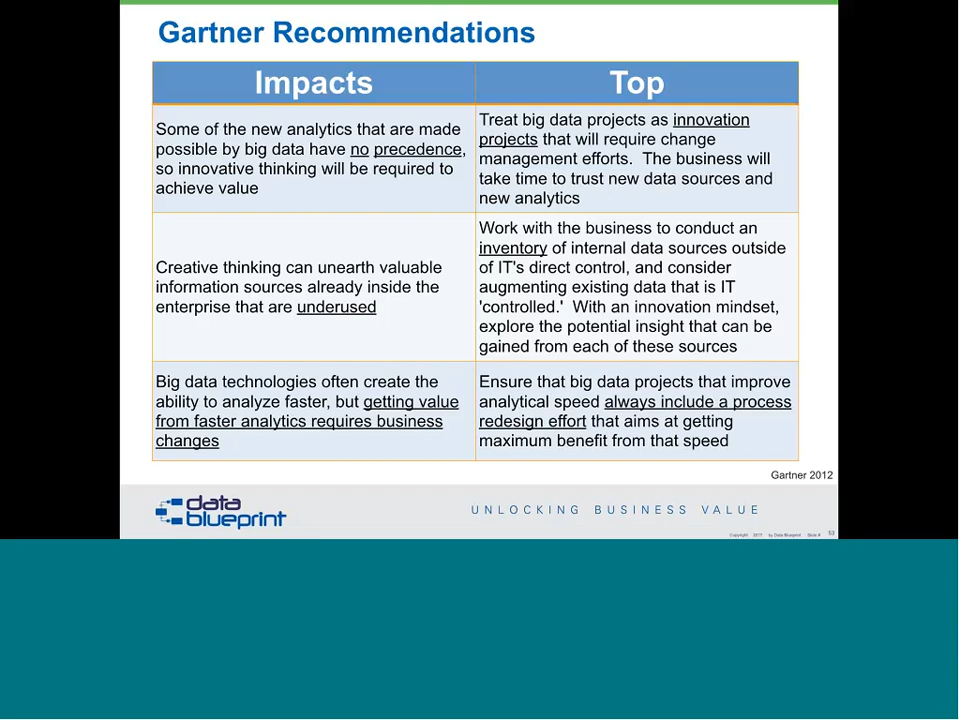 Gartner Recommendations
Impacts
Top
Some of the new analytics that are made
possible by big data have no precedence,
so innovative thinking will be required to
achieve value
Treat big data projects as innovation
projects that will require change
management efforts.  The business will
take time to trust new data sources and
new analytics
Creative thinking can unearth valuable
information sources already inside the
enterprise that are underused
Work with the business to conduct an
inventory of internal data sources outside
of IT's direct control, and consider
augmenting existing data that is IT
'controlled.'  With an innovation mindset,
explore the potential insight that can be
gained from each of these sources
Big data technologies often create the
ability to analyze faster, but getting value
from faster analytics requires business
changes
Ensure that big data projects that improve
analytical speed always include a process
redesign effort that aims at getting
maximum benefit from that speed
Gartner 2012
data
blueprint
UNLOCKING BUSINESS VALUE
Copyright 2017 by Data Blueprint Slide # 53